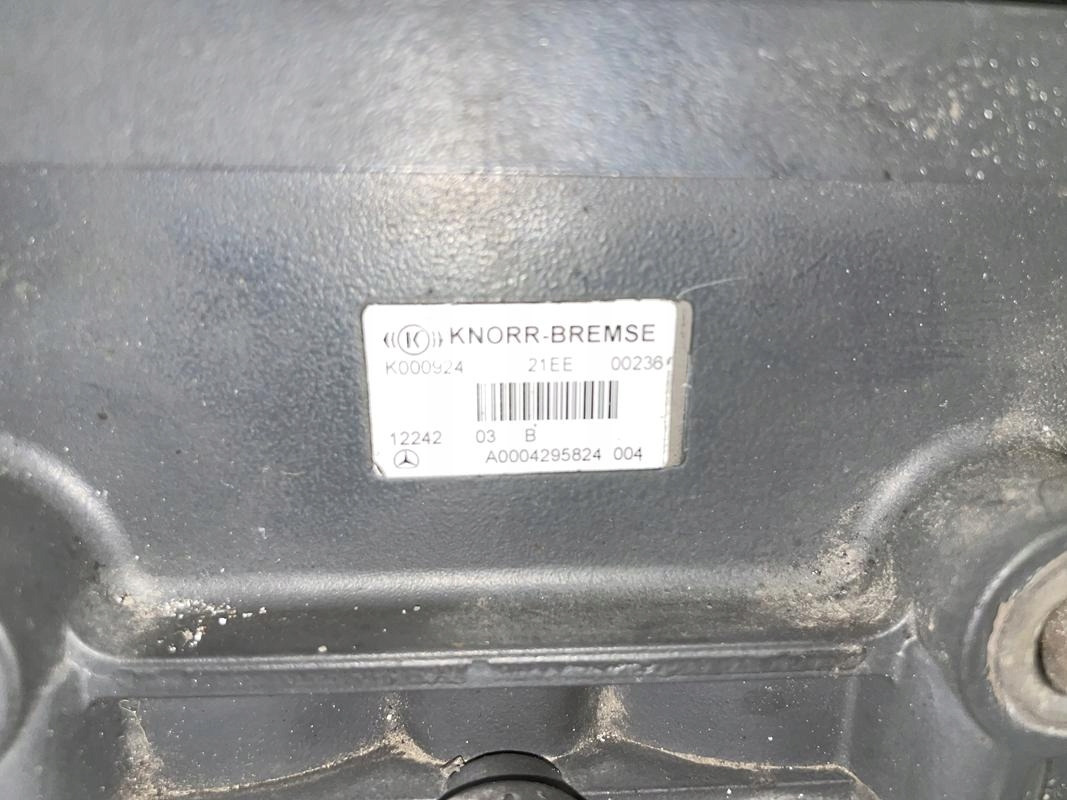 K KNORR-BREMSE
K000924 21EE 00236
12242 03 B
A0004295824 004